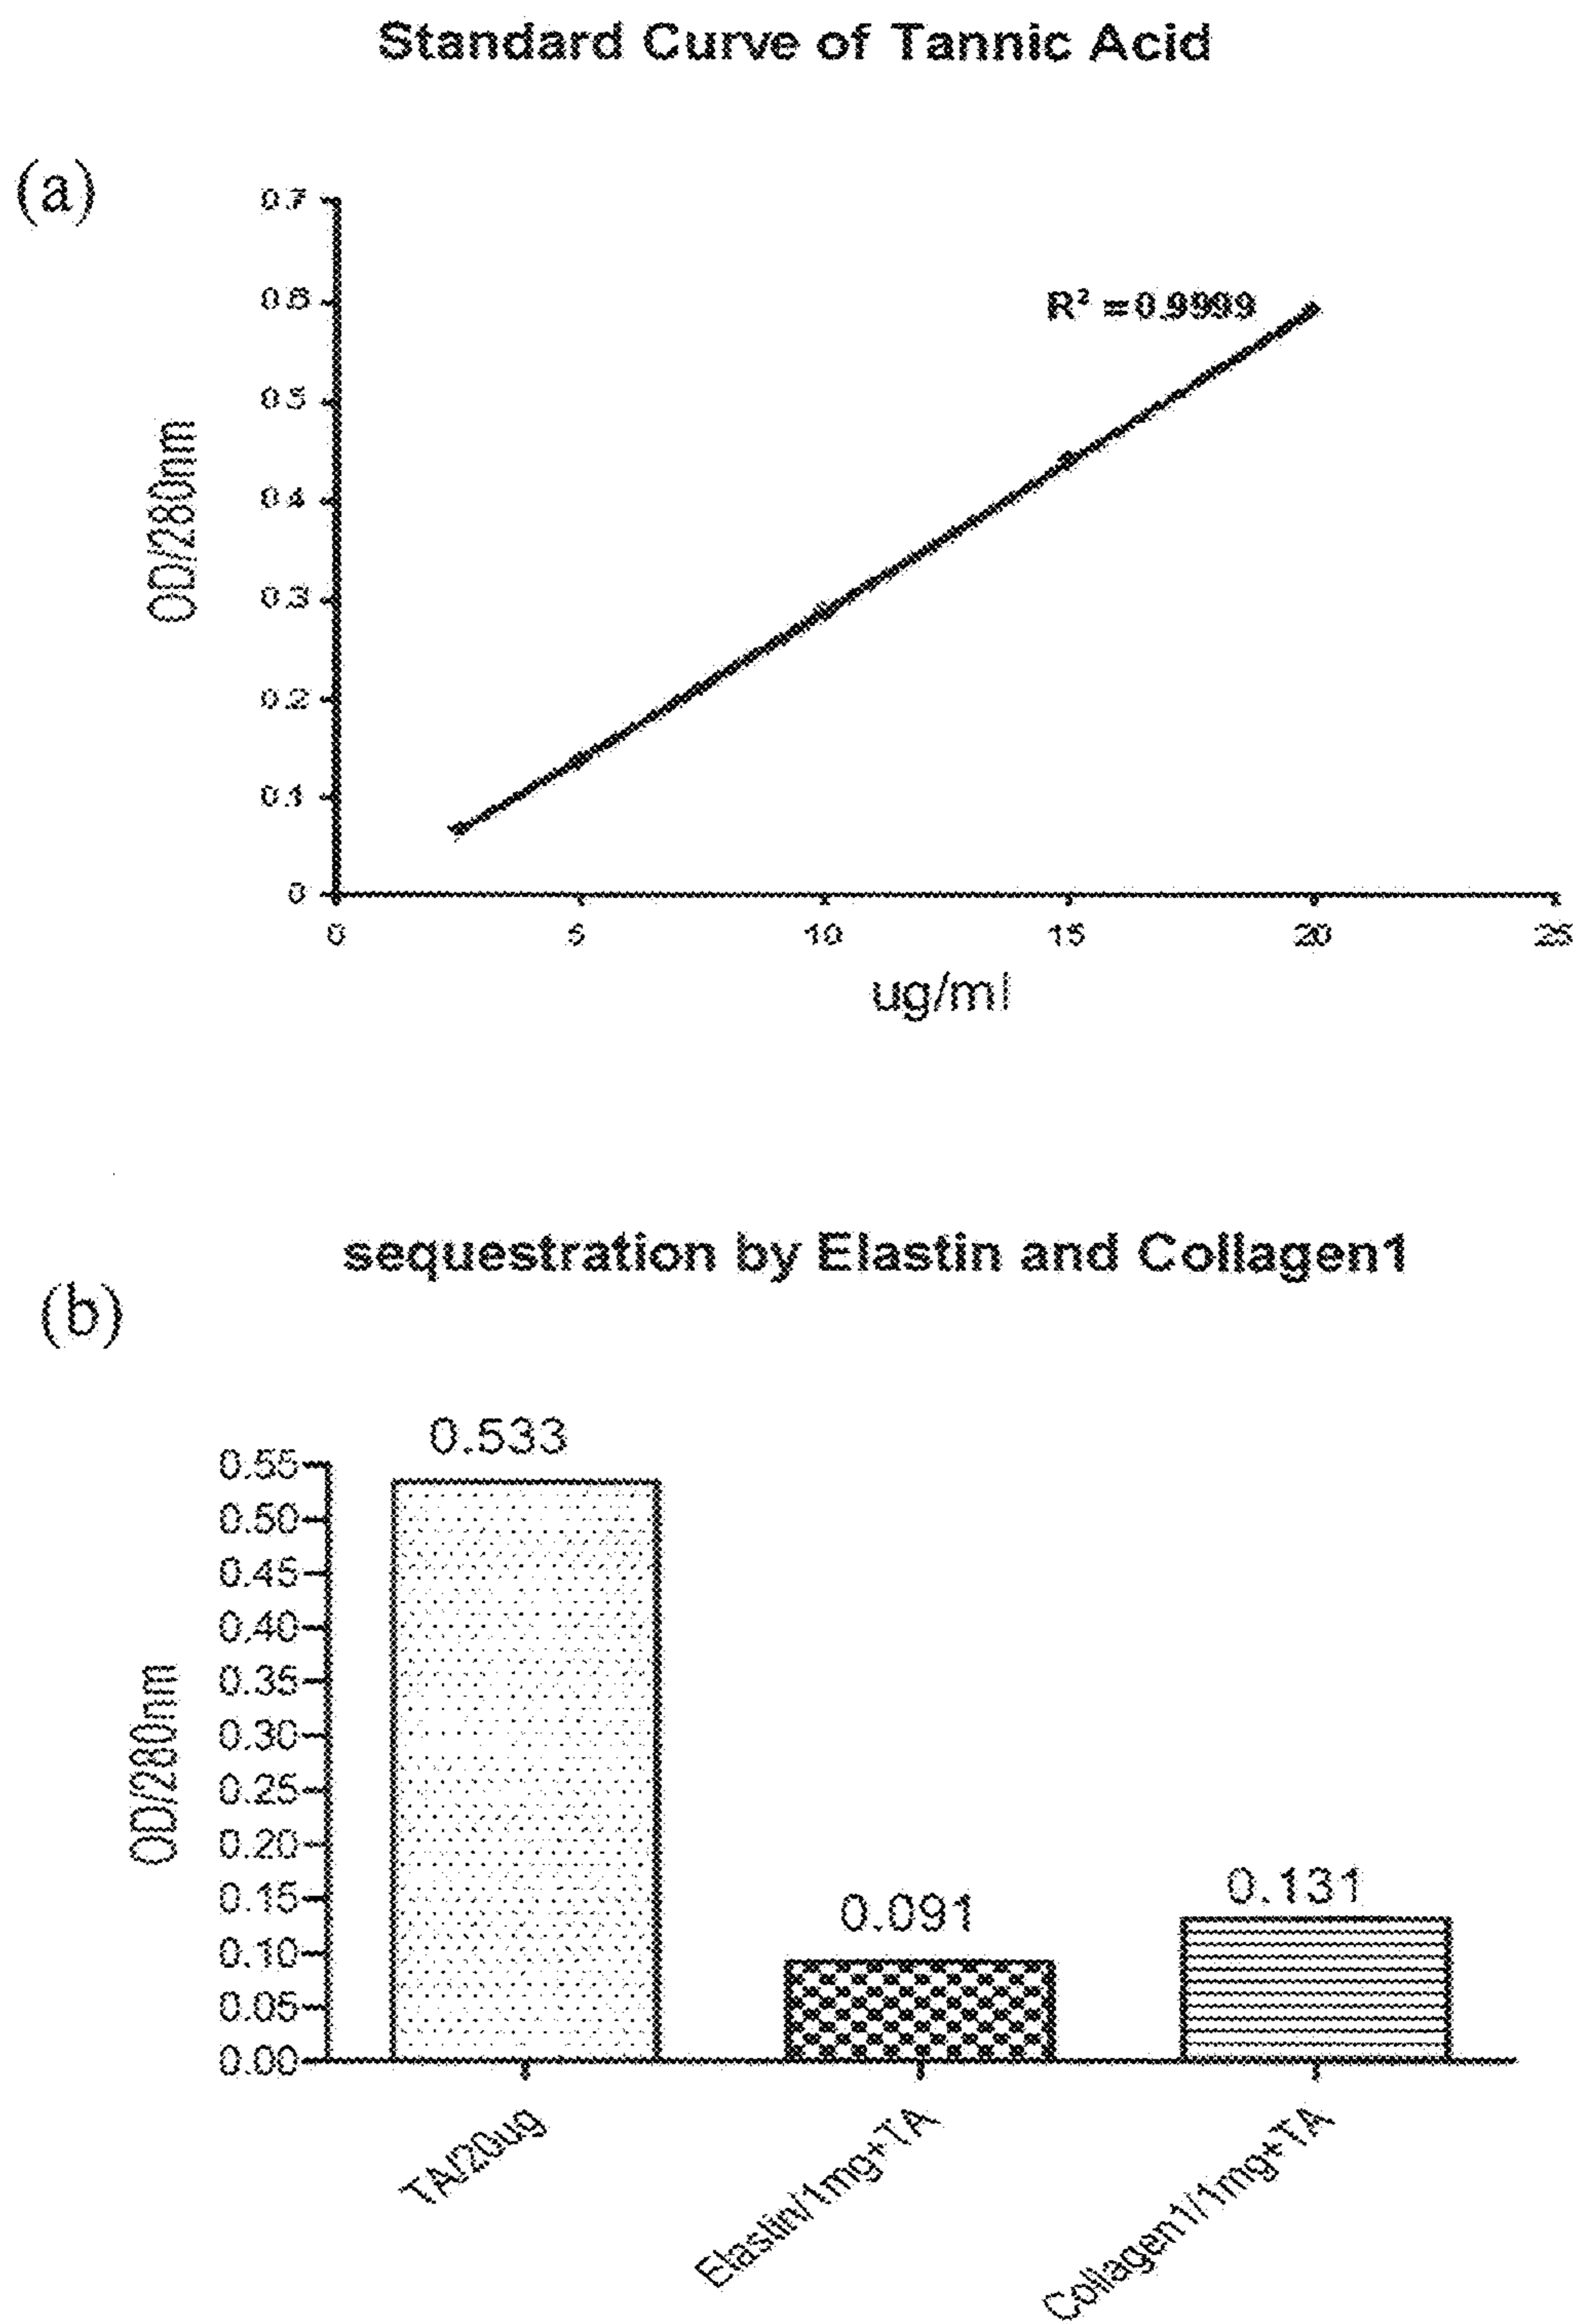 Standard Curve of Tannic Acid
(a)
0.7
0.6
0.5
0.4
0.3
0.2
0.1
0
R² = 0.9999
OD/280nm
0 5 10 15 20 25
ug/ml
sequestration by Elastin and Collagen1
(b)
0.533
0.55
0.50
0.45
0.40
0.35
0.30
0.25
0.20
0.15
0.10
0.05
0.00
OD/280nm
0.091
0.131
TA/20ug
Elastin/1mg+TA
Collagen1/1mg+TA